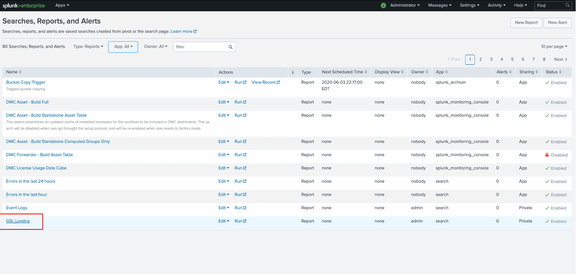 splunk>enterprise Apps ▾ Administrator ▾ Messages ▾ Settings ▾ Activity ▾ Help ▾ Find
Searches, Reports, and Alerts
Searches, reports, and alerts are saved searches created from pivot or the search page. Learn more
New Report New Alert
80 Searches, Reports, and Alerts Type: Reports ▾ App: All ▾ Owner: All ▾ filter 10 per page ▾
< Prev 1 2 3 4 5 6 7 8 Next >
Name Actions Type Next Scheduled Time Display View Owner App Alerts Sharing Status
Bucket Copy Trigger Edit ▾ Run View Recent Report 2020-06-03 22:17:00 none nobody splunk_archiver 0 App ✓ Enabled
Triggers bucket copying EDT
DMC Asset - Build Full Edit ▾ Run Report none none nobody splunk_monitoring_console 0 App ✓ Enabled
DMC Asset - Build Standalone Asset Table Edit ▾ Run Report none none nobody splunk_monitoring_console 0 App ✓ Enabled
This search establishes an updated cache of metadata necessary for the localhost to be included in DMC dashboards. This se
arch will be disabled when you go through the setup process, and will be re-enabled when user resets to factory mode.
DMC Asset - Build Standalone Computed Groups Only Edit ▾ Run Report none none nobody splunk_monitoring_console 0 App ✓ Enabled
DMC Forwarder - Build Asset Table Edit ▾ Run Report none none nobody splunk_monitoring_console 0 App Disabled
DMC License Usage Data Cube Edit ▾ Run Report none none nobody splunk_monitoring_console 0 App ✓ Enabled
Errors in the last 24 hours Edit ▾ Run Report none none nobody search 0 App ✓ Enabled
Errors in the last hour Edit ▾ Run Report none none nobody search 0 App ✓ Enabled
Event Logs Edit ▾ Run Report none none admin search 0 Private ✓ Enabled
Edit ▾ Run Report none none admin search 0 Private ✓ Enabled